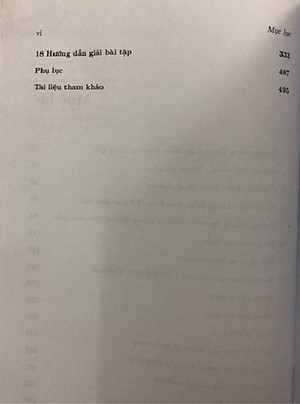 vi Mục lục
18 Hướng dẫn giải bài tập 333
Phụ lục 487
Tài liệu tham khảo 495